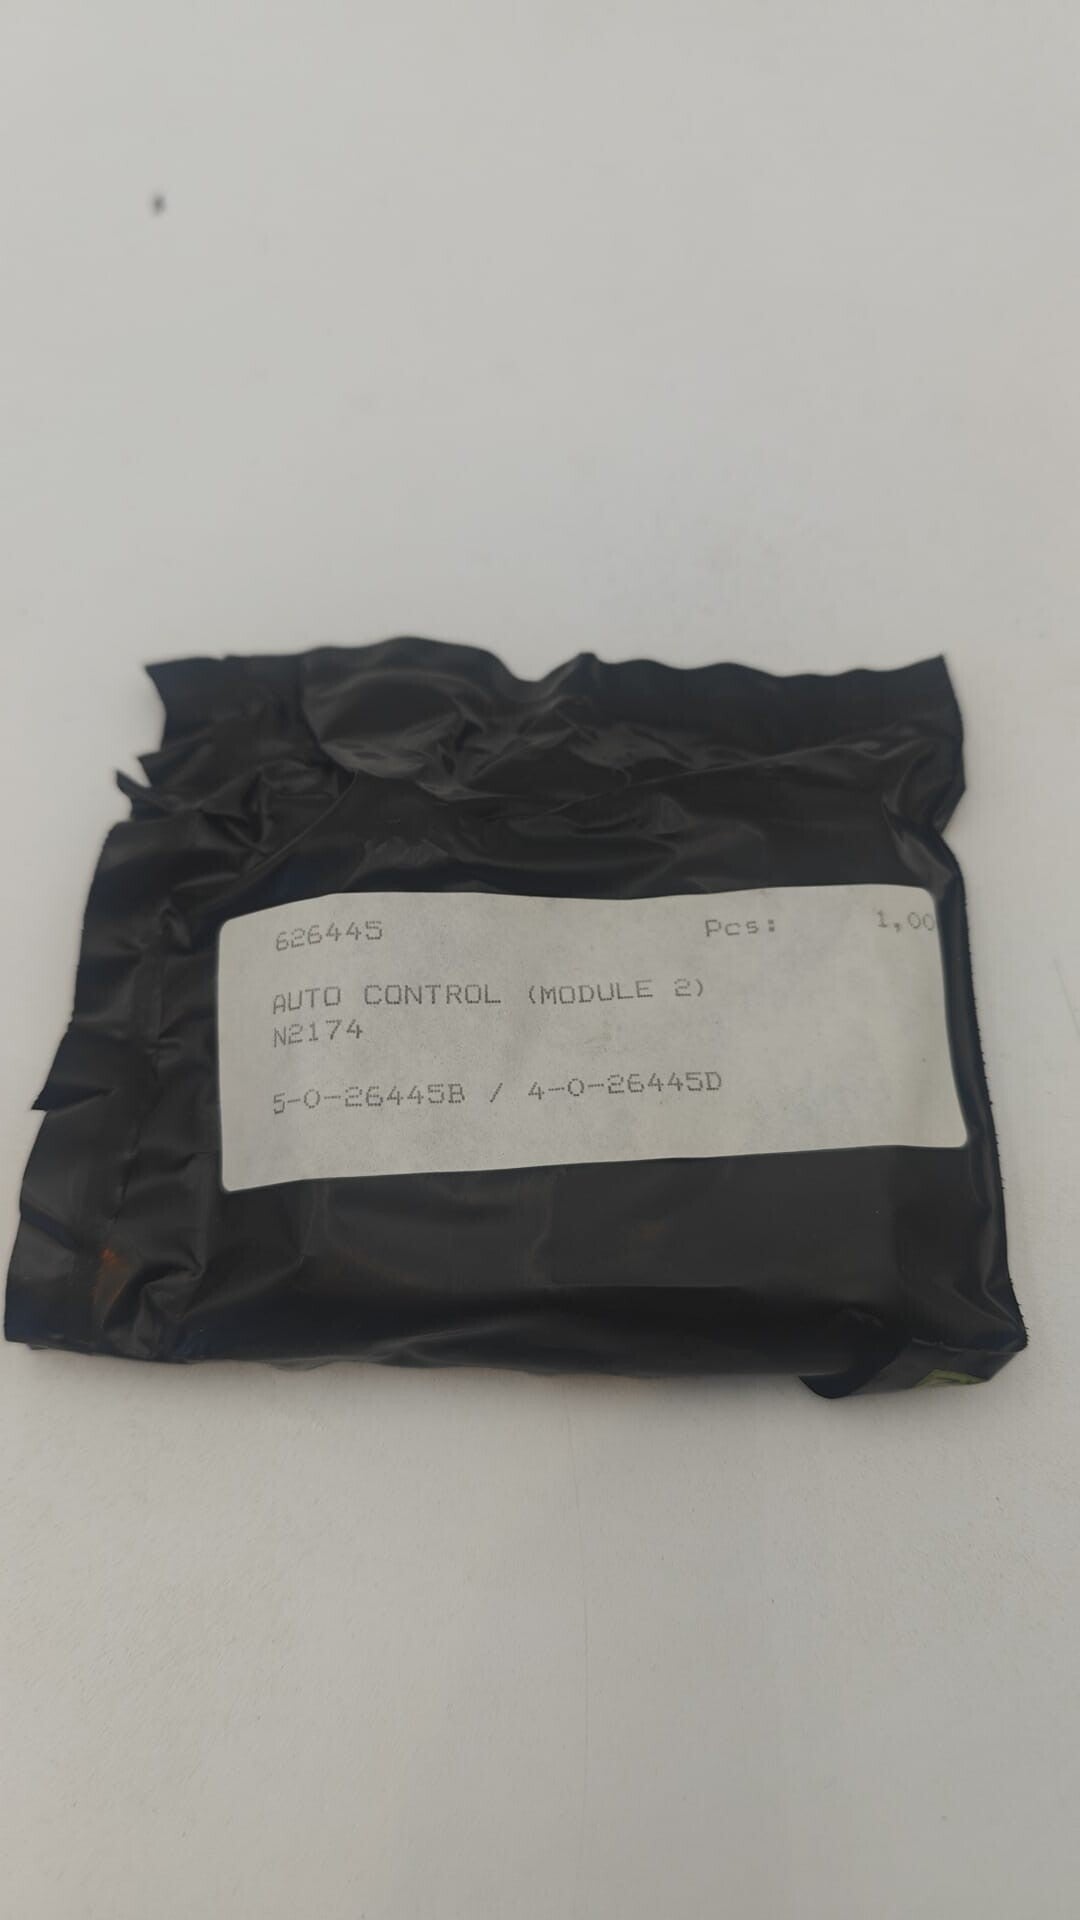 626445 Pcs: 1,00
AUTO CONTROL (MODULE 2)
N2174
5-0-26445B / 4-0-26445D